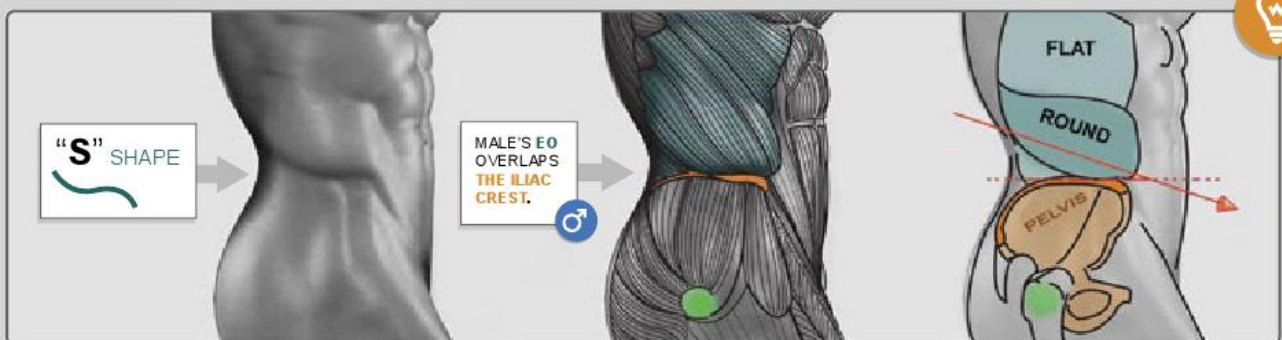 “S” SHAPE
MALE'S EO
OVERLAPS
THE ILIAC
CREST.
FLAT
ROUND
PELVIS